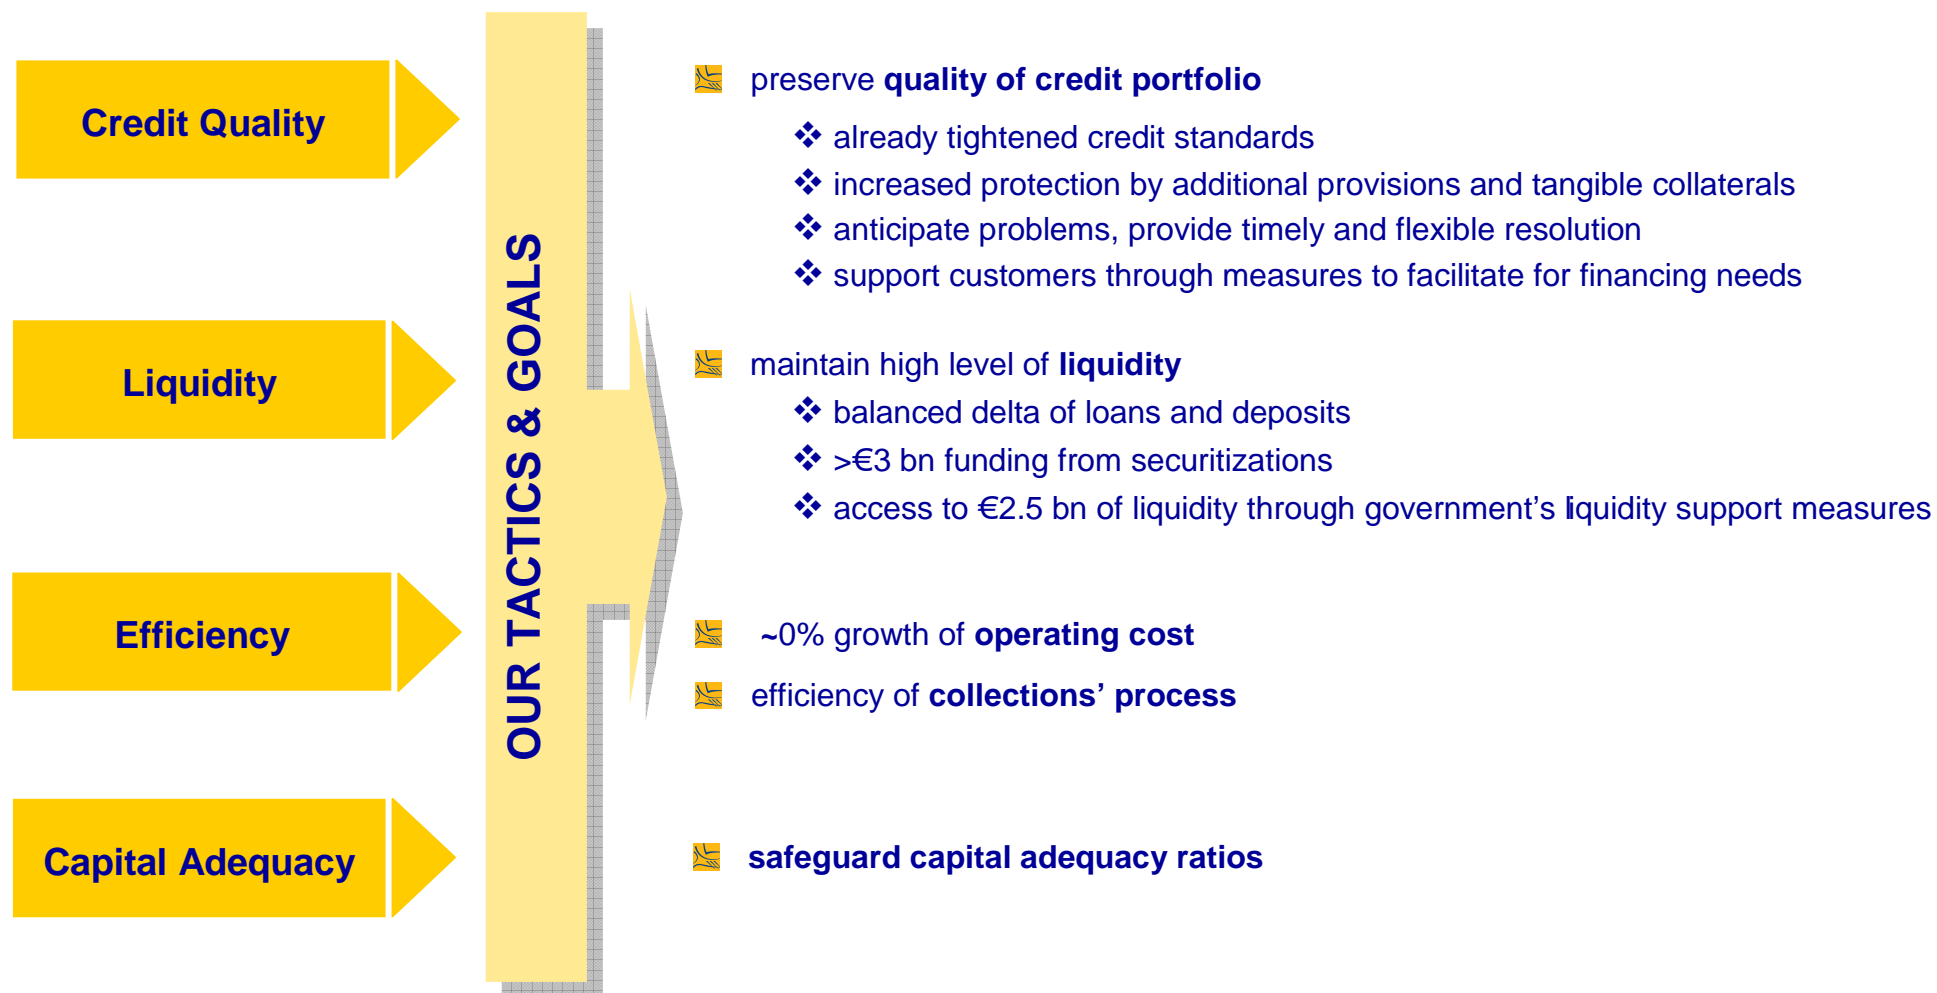 Credit Quality
preserve quality of credit portfolio
❖ already tightened credit standards
❖ increased protection by additional provisions and tangible collaterals
❖ anticipate problems, provide timely and flexible resolution
❖ support customers through measures to facilitate for financing needs
OUR TACTICS & GOALS
Liquidity
maintain high level of liquidity
❖ balanced delta of loans and deposits
❖ >€3 bn funding from securitizations
❖ access to €2.5 bn of liquidity through government’s liquidity support measures
Efficiency
~0% growth of operating cost
efficiency of collections’ process
Capital Adequacy
safeguard capital adequacy ratios